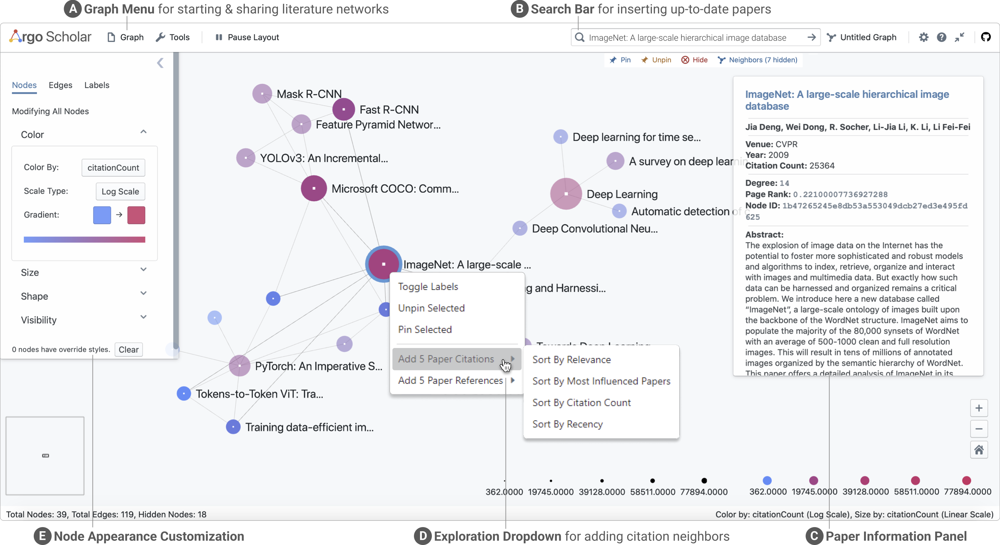 A Graph Menu for starting & sharing literature networks
B Search Bar for inserting up-to-date papers
Argo Scholar
Graph
Tools
Pause Layout
ImageNet: A large-scale hierarchical image database
Untitled Graph
Pin
Unpin
Hide
Neighbors (7 hidden)
Nodes
Edges
Labels
Modifying All Nodes
Color
Color By:
citationCount
Scale Type:
Log Scale
Gradient:
Size
Shape
Visibility
0 nodes have override styles.
Clear
Mask R-CNN
Fast R-CNN
Feature Pyramid Networ...
YOLOv3: An Incremental...
Microsoft COCO: Comm...
Deep learning for time se...
A survey on deep learnin
Deep Learning
Automatic detection of c
Deep Convolutional Neu...
ImageNet: A large-scale ...
g and Harnessi...
Towards Deep Learning
PyTorch: An Imperative S...
Tokens-to-Token ViT: Tra...
Training data-efficient im...
Toggle Labels
Unpin Selected
Pin Selected
Add 5 Paper Citations
Add 5 Paper References
Sort By Relevance
Sort By Most Influenced Papers
Sort By Citation Count
Sort By Recency
ImageNet: A large-scale hierarchical image
database
Jia Deng, Wei Dong, R. Socher, Li-Jia Li, K. Li, Li Fei-Fei
Venue: CVPR
Year: 2009
Citation Count: 25364
Degree: 14
Page Rank: 0.22100007736927288
Node ID: 1b47265245e8db53a553049dcb27ed3e495fd
625
Abstract:
The explosion of image data on the Internet has the
potential to foster more sophisticated and robust models
and algorithms to index, retrieve, organize and interact
with images and multimedia data. But exactly how such
data can be harnessed and organized remains a critical
problem. We introduce here a new database called
“ImageNet”, a large-scale ontology of images built upon
the backbone of the WordNet structure. ImageNet aims to
populate the majority of the 80,000 synsets of WordNet
with an average of 500-1000 clean and full resolution
images. This will result in tens of millions of annotated
images organized by the semantic hierarchy of WordNet.
This paper offers a detailed analysis of ImageNet in its
362.0000 19745.0000 39128.0000 58511.0000 77894.0000
362.0000 19745.0000 39128.0000 58511.0000 77894.0000
Total Nodes: 39, Total Edges: 119, Hidden Nodes: 18
Color by: citationCount (Log Scale), Size by: citationCount (Linear Scale)
E Node Appearance Customization
D Exploration Dropdown for adding citation neighbors
C Paper Information Panel